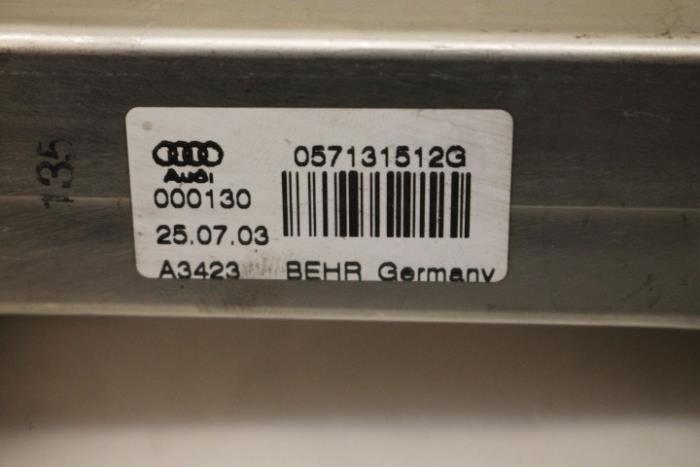 135
Audi
057131512G
000130
25.07.03
A3423 BEHR Germany